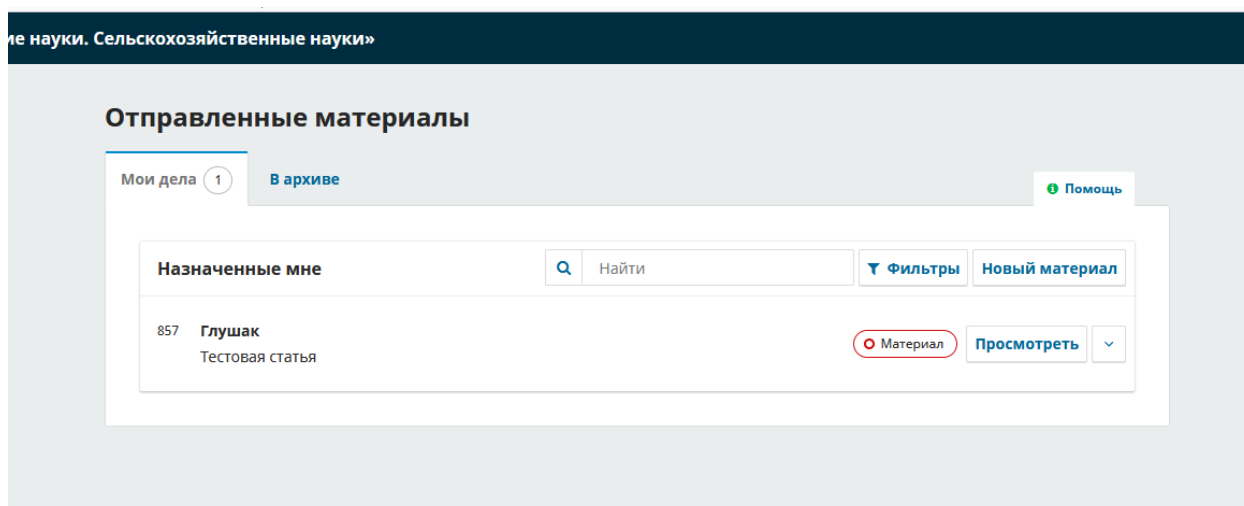 науки. Сельскохозяйственные науки»
Отправленные материалы
Мои дела 1 В архиве
Помощь
Назначенные мне Найти Фильтры Новый материал
857 Глушак Материал Просмотреть
Тестовая статья